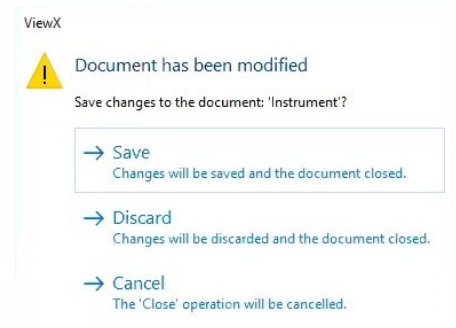 ViewX
Document has been modified
Save changes to the document: 'Instrument'?
→ Save
Changes will be saved and the document closed.
→ Discard
Changes will be discarded and the document closed.
→ Cancel
The 'Close' operation will be cancelled.